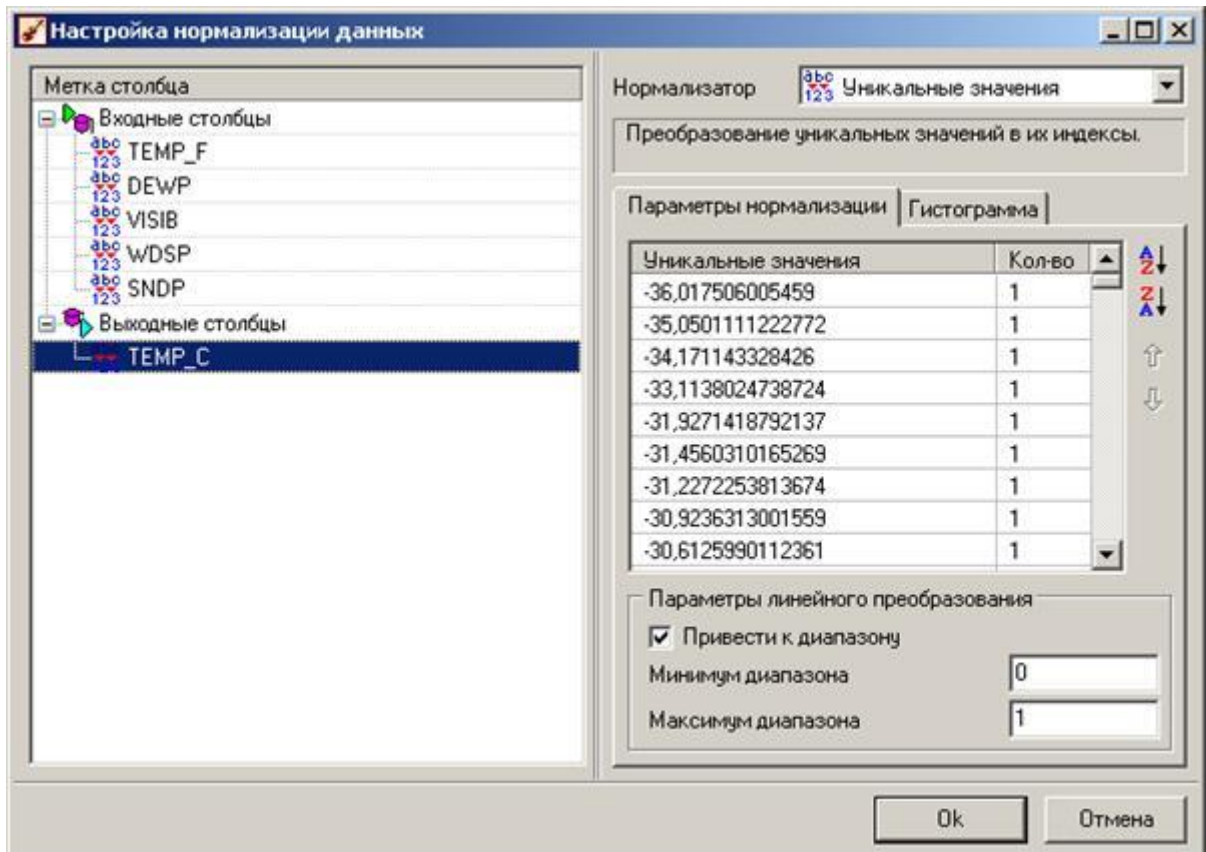 Настройка нормализации данных
Метка столбца
Входные столбцы
TEMP_F
DEWP
VISIB
WDSP
SNDP
Выходные столбцы
TEMP_C
Нормализатор
Уникальные значения
Преобразование уникальных значений в их индексы.
Параметры нормализации Гистограмма
Уникальные значения Кол-во
-36,017506005459 1
-35,0501111222772 1
-34,171143328426 1
-33,1138024738724 1
-31,9271418792137 1
-31,4560310165269 1
-31,2272253813674 1
-30,9236313001559 1
-30,6125990112361 1
Параметры линейного преобразования
Привести к диапазону
Минимум диапазона 0
Максимум диапазона 1
Ok Отмена